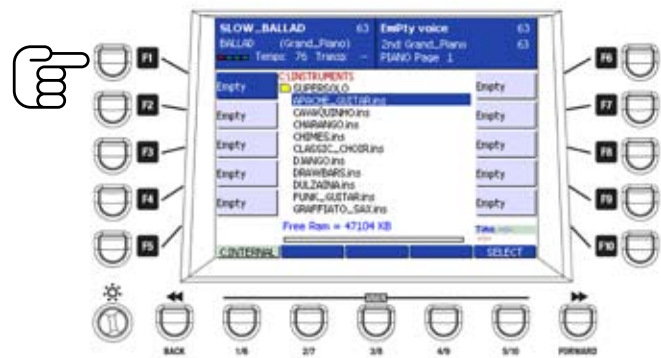 SLOW_BALLAD 63 EmPty voice 63
BALLAD (Grand_Piano) 2nd Grand_Piano 63
Tempo: 76 Transp: - PIANO Page 1
C:\INSTRUMENTS
SUPERSOLO
APACHE_GUITAR.ins
CAVAQUINHO.ins
CHARANGO.ins
CHIMES.ins
CLASSIC_CHOIR.ins
DJANGO.ins
DRAWBARS.ins
DULZAINA.ins
FUNK_GUITAR.ins
GRAFFIATO_SAX.ins
Empty
Empty
Empty
Empty
Empty
Empty
Empty
Empty
Empty
Empty
Free Ram = 47104 KB
Time
C:INTERNAL SELECT
F1
F2
F3
F4
F5
F6
F7
F8
F9
F10
USER
BACK 1/6 2/7 3/8 4/9 5/10 FORWARD